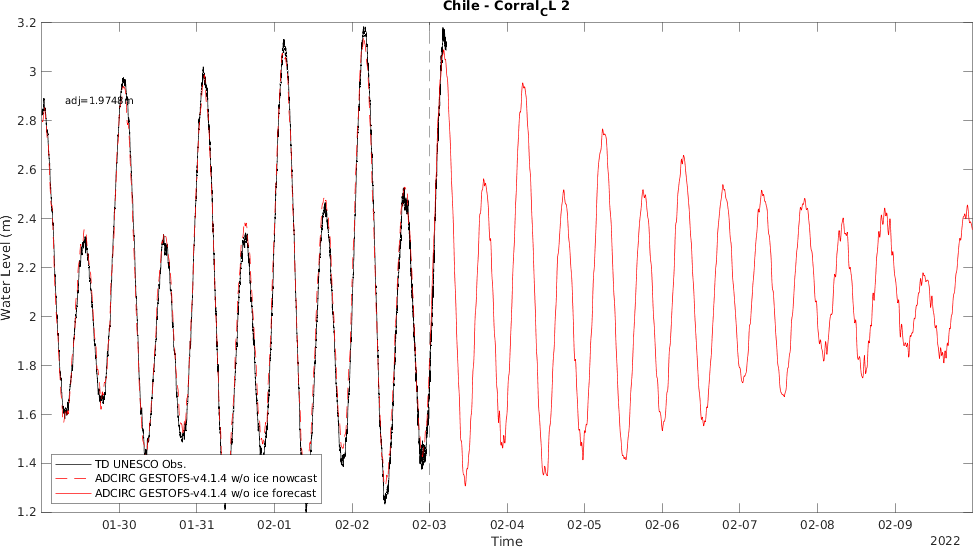 Chile - Corral_CL 2
3.2
3
2.8
2.6
2.4
2.2
2
1.8
1.6
1.4
1.2
Water Level (m)
adj=1.9748m
TD UNESCO Obs.
ADCIRC GESTOFS-v4.1.4 w/o ice nowcast
ADCIRC GESTOFS-v4.1.4 w/o ice forecast
01-30 01-31 02-01 02-02 02-03 02-04 02-05 02-06 02-07 02-08 02-09
Time
2022